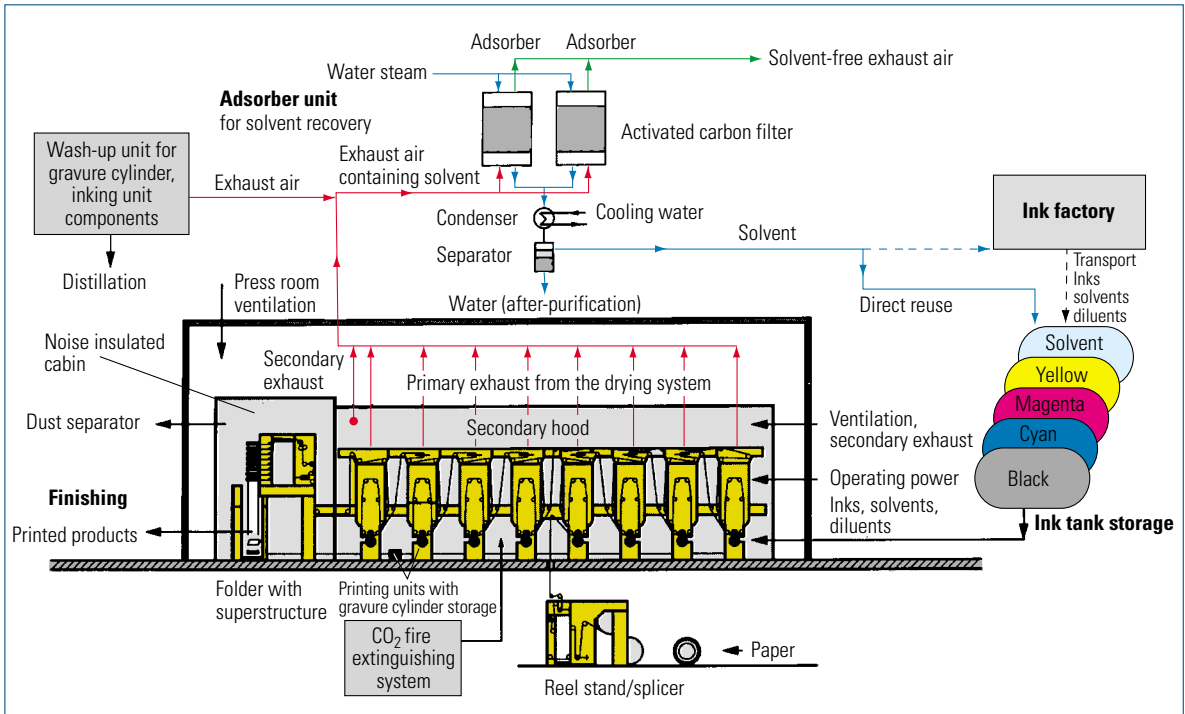 Adsorber
Adsorber
Solvent-free exhaust air
Water steam
Adsorber unit
for solvent recovery
Activated carbon filter
Wash-up unit for
gravure cylinder,
inking unit
components
Exhaust air
Exhaust air
containing solvent
Condenser
Cooling water
Ink factory
Separator
Solvent
Distillation
Press room
ventilation
Water (after-purification)
Direct reuse
Transport
Inks
solvents
diluents
Noise insulated
cabin
Secondary
exhaust
Primary exhaust from the drying system
Solvent
Yellow
Magenta
Cyan
Black
Dust separator
Secondary hood
Ventilation,
secondary exhaust
Operating power
Finishing
Inks, solvents,
diluents
Ink tank storage
Printed products
Folder with
superstructure
Printing units with
gravure cylinder storage
CO2 fire
extinguishing
system
Paper
Reel stand/splicer